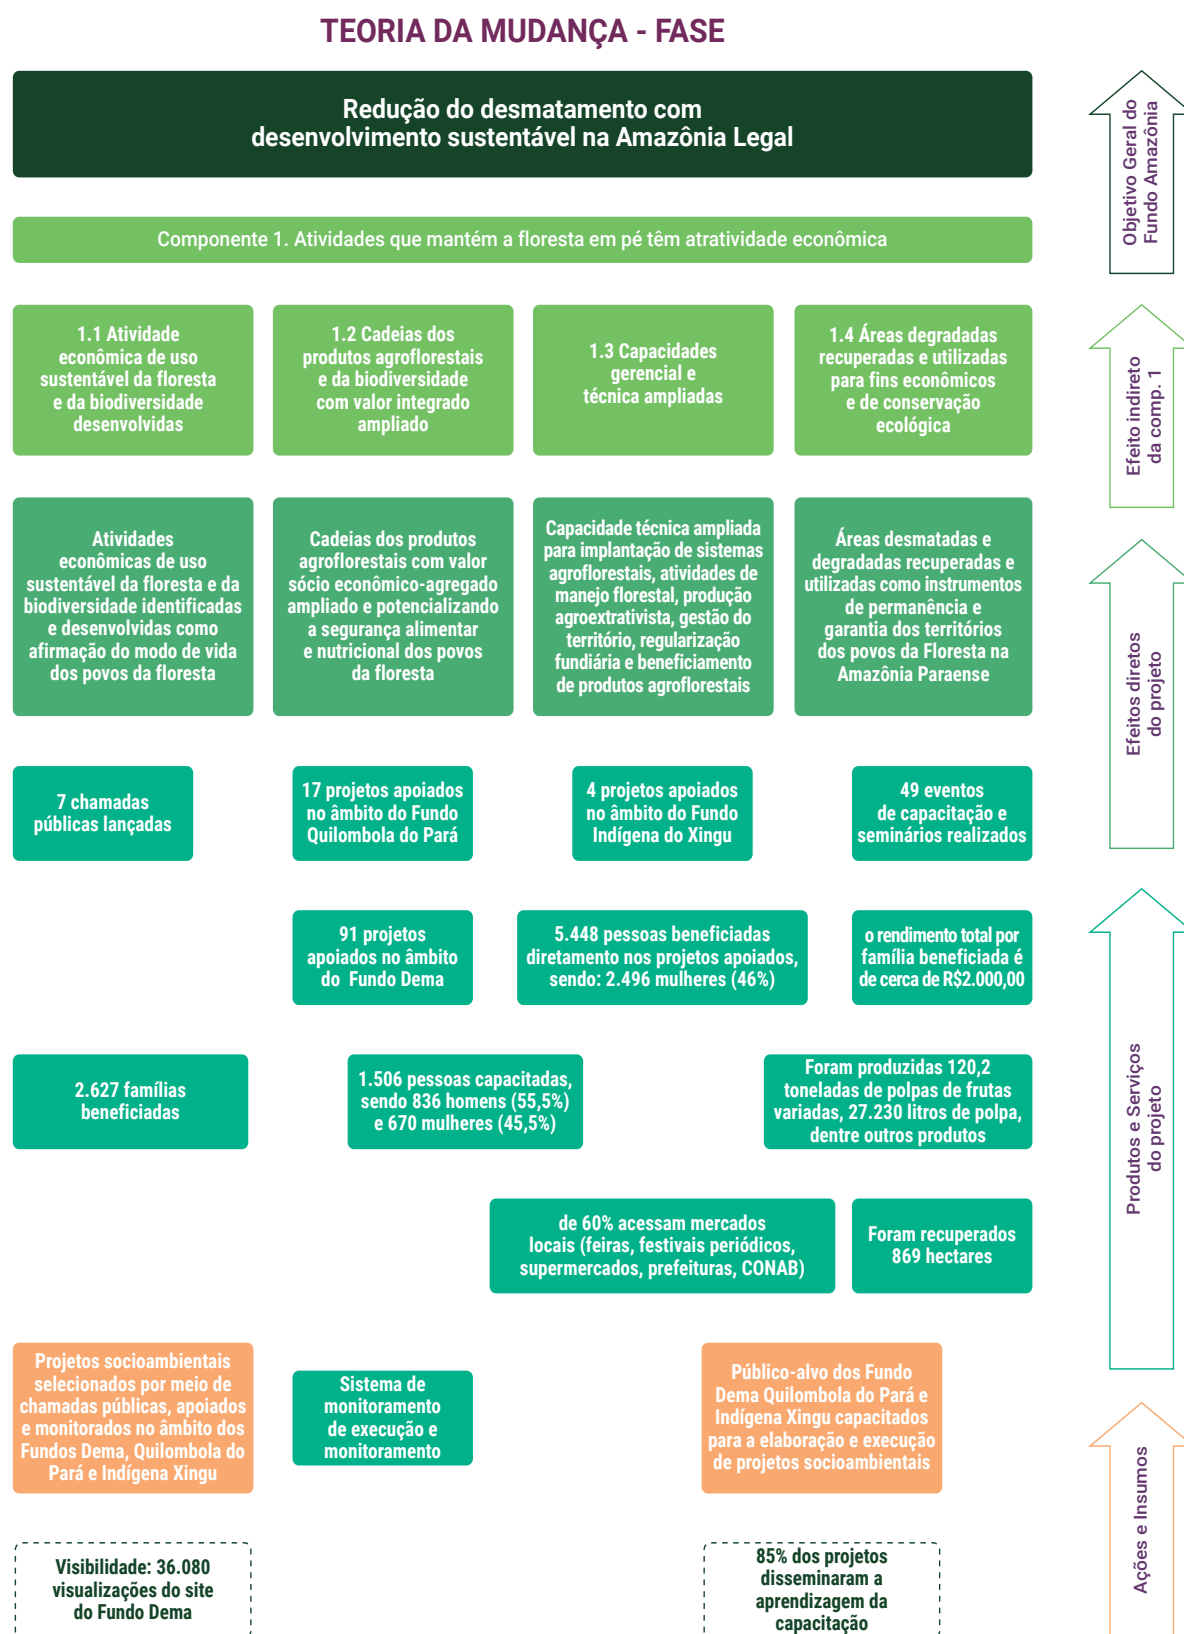 TEORIA DA MUDANÇA - FASE
Redução do desmatamento com
desenvolvimento sustentável na Amazônia Legal
Objetivo Geral do
Fundo Amazônia
Componente 1. Atividades que mantém a floresta em pé têm atratividade econômica
1.1 Atividade
econômica de uso
sustentável da floresta
e da biodiversidade
desenvolvidas
1.2 Cadeias dos
produtos agroflorestais
e da biodiversidade
com valor integrado
ampliado
1.3 Capacidades
gerencial e
técnica ampliadas
1.4 Áreas degradadas
recuperadas e utilizadas
para fins econômicos
e de conservação
ecológica
Efeito indireto
da comp. 1
Atividades
econômicas de uso
sustentável da floresta e da
biodiversidade identificadas
e desenvolvidas como
afirmação do modo de vida
dos povos da floresta
Cadeias dos produtos
agroflorestais com valor
sócio econômico-agregado
ampliado e potencializando
a segurança alimentar
e nutricional dos povos
da floresta
Capacidade técnica ampliada
para implantação de sistemas
agroflorestais, atividades de
manejo florestal, produção
agroextrativista, gestão do
território, regularização
fundiária e beneficiamento
de produtos agroflorestais
Áreas desmatadas e
degradadas recuperadas e
utilizadas como instrumentos
de permanência e
garantia dos territórios
dos povos da Floresta na
Amazônia Paraense
Efeitos diretos
do projeto
7 chamadas
públicas lançadas
17 projetos apoiados
no âmbito do Fundo
Quilombola do Pará
4 projetos apoiados
no âmbito do Fundo
Indígena do Xingu
49 eventos
de capacitação e
seminários realizados
91 projetos
apoiados no âmbito
do Fundo Dema
5.448 pessoas beneficiadas
diretamento nos projetos apoiados,
sendo: 2.496 mulheres (46%)
o rendimento total por
família beneficiada é
de cerca de R$2.000,00
2.627 famílias
beneficiadas
1.506 pessoas capacitadas,
sendo 836 homens (55,5%)
e 670 mulheres (45,5%)
Foram produzidas 120,2
toneladas de polpas de frutas
variadas, 27.230 litros de polpa,
dentre outros produtos
Produtos e Serviços
do projeto
de 60% acessam mercados
locais (feiras, festivais periódicos,
supermercados, prefeituras, CONAB)
Foram recuperados
869 hectares
Projetos socioambientais
selecionados por meio de
chamadas públicas, apoiados
e monitorados no âmbito dos
Fundos Dema, Quilombola do
Pará e Indígena Xingu
Sistema de
monitoramento
de execução e
monitoramento
Público-alvo dos Fundo
Dema Quilombola do Pará e
Indígena Xingu capacitados
para a elaboração e execução
de projetos socioambientais
Ações e Insumos
Visibilidade: 36.080
visualizações do site
do Fundo Dema
85% dos projetos
disseminaram a
aprendizagem da
capacitação